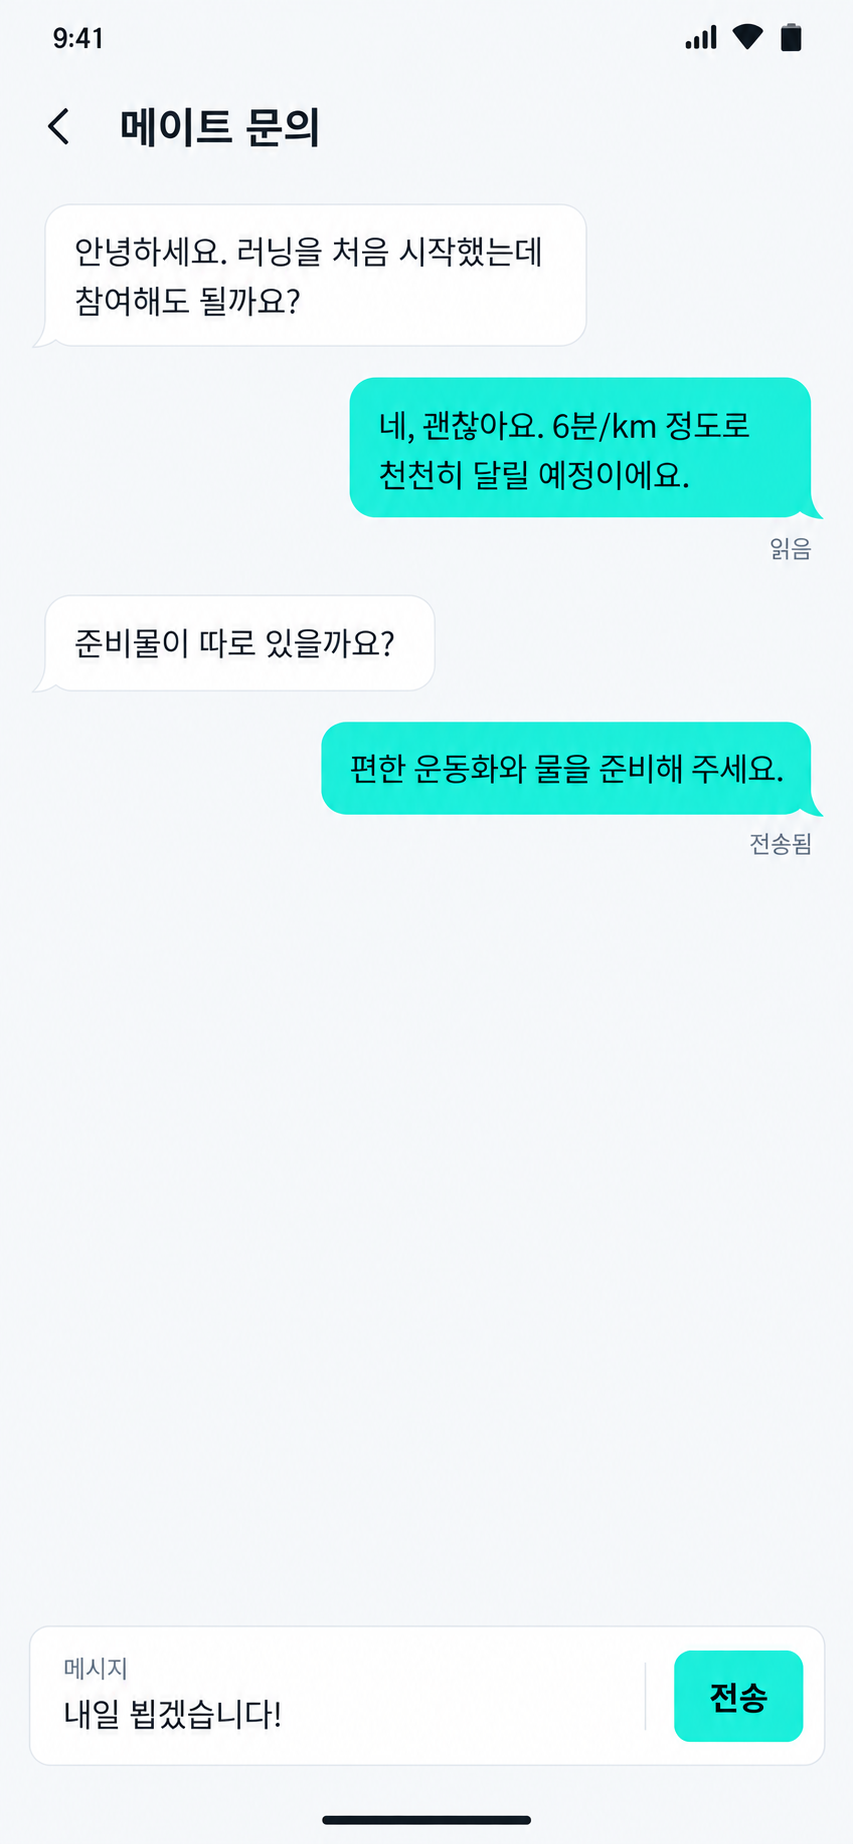 9:41
메이트 문의
안녕하세요. 러닝을 처음 시작했는데
참여해도 될까요?
네, 괜찮아요. 6분/km 정도로
천천히 달릴 예정이에요.
읽음
준비물이 따로 있을까요?
편한 운동화와 물을 준비해 주세요.
전송됨
메시지
내일 뵙겠습니다!
전송